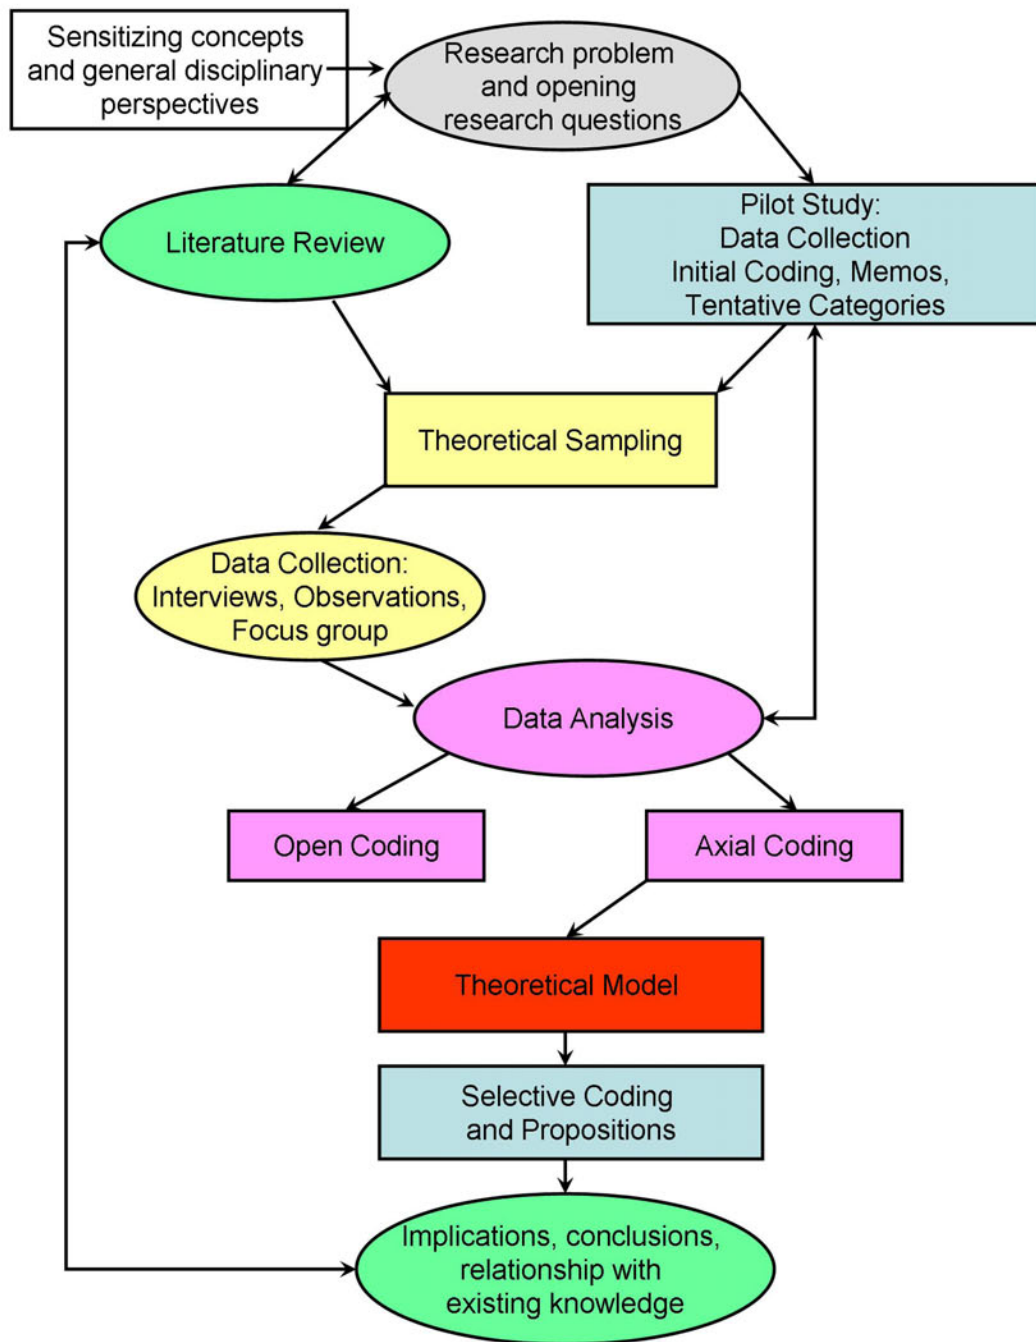 Sensitizing concepts
and general disciplinary
perspectives
Research problem
and opening
research questions
Literature Review
Pilot Study:
Data Collection
Initial Coding, Memos,
Tentative Categories
Theoretical Sampling
Data Collection:
Interviews, Observations,
Focus group
Data Analysis
Open Coding
Axial Coding
Theoretical Model
Selective Coding
and Propositions
Implications, conclusions,
relationship with
existing knowledge